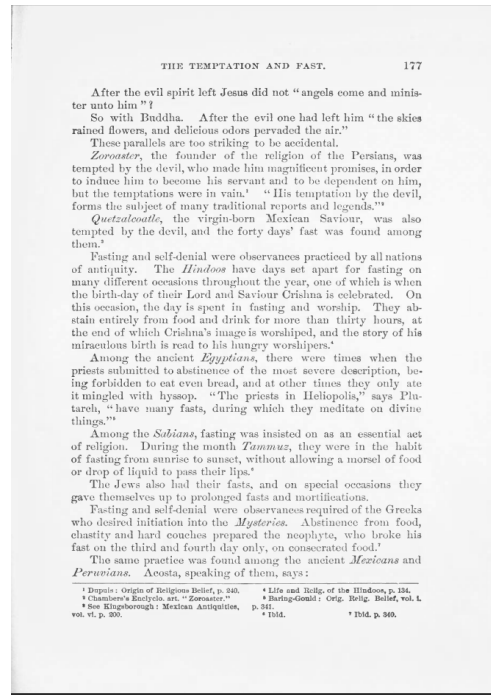 THE TEMPTATION AND FAST. 177
After the evil spirit left Jesus did not “ angels come and minis-
ter unto him ” ?
So with Buddha. After the evil one had left him “ the skies
rained flowers, and delicious odors pervaded the air.”
These parallels are too striking to be accidental.
Zoroaster, the founder of the religion of the Persians, was
tempted by the devil, who made him magnificent promises, in order
to induce him to become his servant and to be dependent on him,
but the temptations were in vain.¹ “ His temptation by the devil,
forms the subject of many traditional reports and legends.”²
Quetzalcoatle, the virgin-born Mexican Saviour, was also
tempted by the devil, and the forty days’ fast was found among
them.³
Fasting and self-denial were observances practiced by all nations
of antiquity. The Hindoos have days set apart for fasting on
many different occasions throughout the year, one of which is when
the birth-day of their Lord and Saviour Crishna is celebrated. On
this occasion, the day is spent in fasting and worship. They ab-
stain entirely from food and drink for more than thirty hours, at
the end of which Crishna’s image is worshiped, and the story of his
miraculous birth is read to his hungry worshipers.⁴
Among the ancient Egyptians, there were times when the
priests submitted to abstinence of the most severe description, be-
ing forbidden to eat even bread, and at other times they only ate
it mingled with hyssop. “ The priests in Heliopolis,” says Plu-
tarch, “ have many fasts, during which they meditate on divine
things.”⁵
Among the Sabians, fasting was insisted on as an essential act
of religion. During the month Tammuz, they were in the habit
of fasting from sunrise to sunset, without allowing a morsel of food
or drop of liquid to pass their lips.⁶
The Jews also had their fasts, and on special occasions they
gave themselves up to prolonged fasts and mortifications.
Fasting and self-denial were observances required of the Greeks
who desired initiation into the Mysteries. Abstinence from food,
chastity and hard couches prepared the neophyte, who broke his
fast on the third and fourth day only, on consecrated food.⁷
The same practice was found among the ancient Mexicans and
Peruvians. Acosta, speaking of them, says :
¹ Dupuis : Origin of Religious Belief, p. 240.
² Chambers's Encyclo. art. “ Zoroaster.”
³ See Kingsborough : Mexican Antiquities,
vol. vi. p. 200.
⁴ Life and Relig. of the Hindoos, p. 134.
⁵ Baring-Gould : Orig. Relig. Belief, vol. i.
p. 341.
⁶ Ibid. ⁷ Ibid. p. 340.